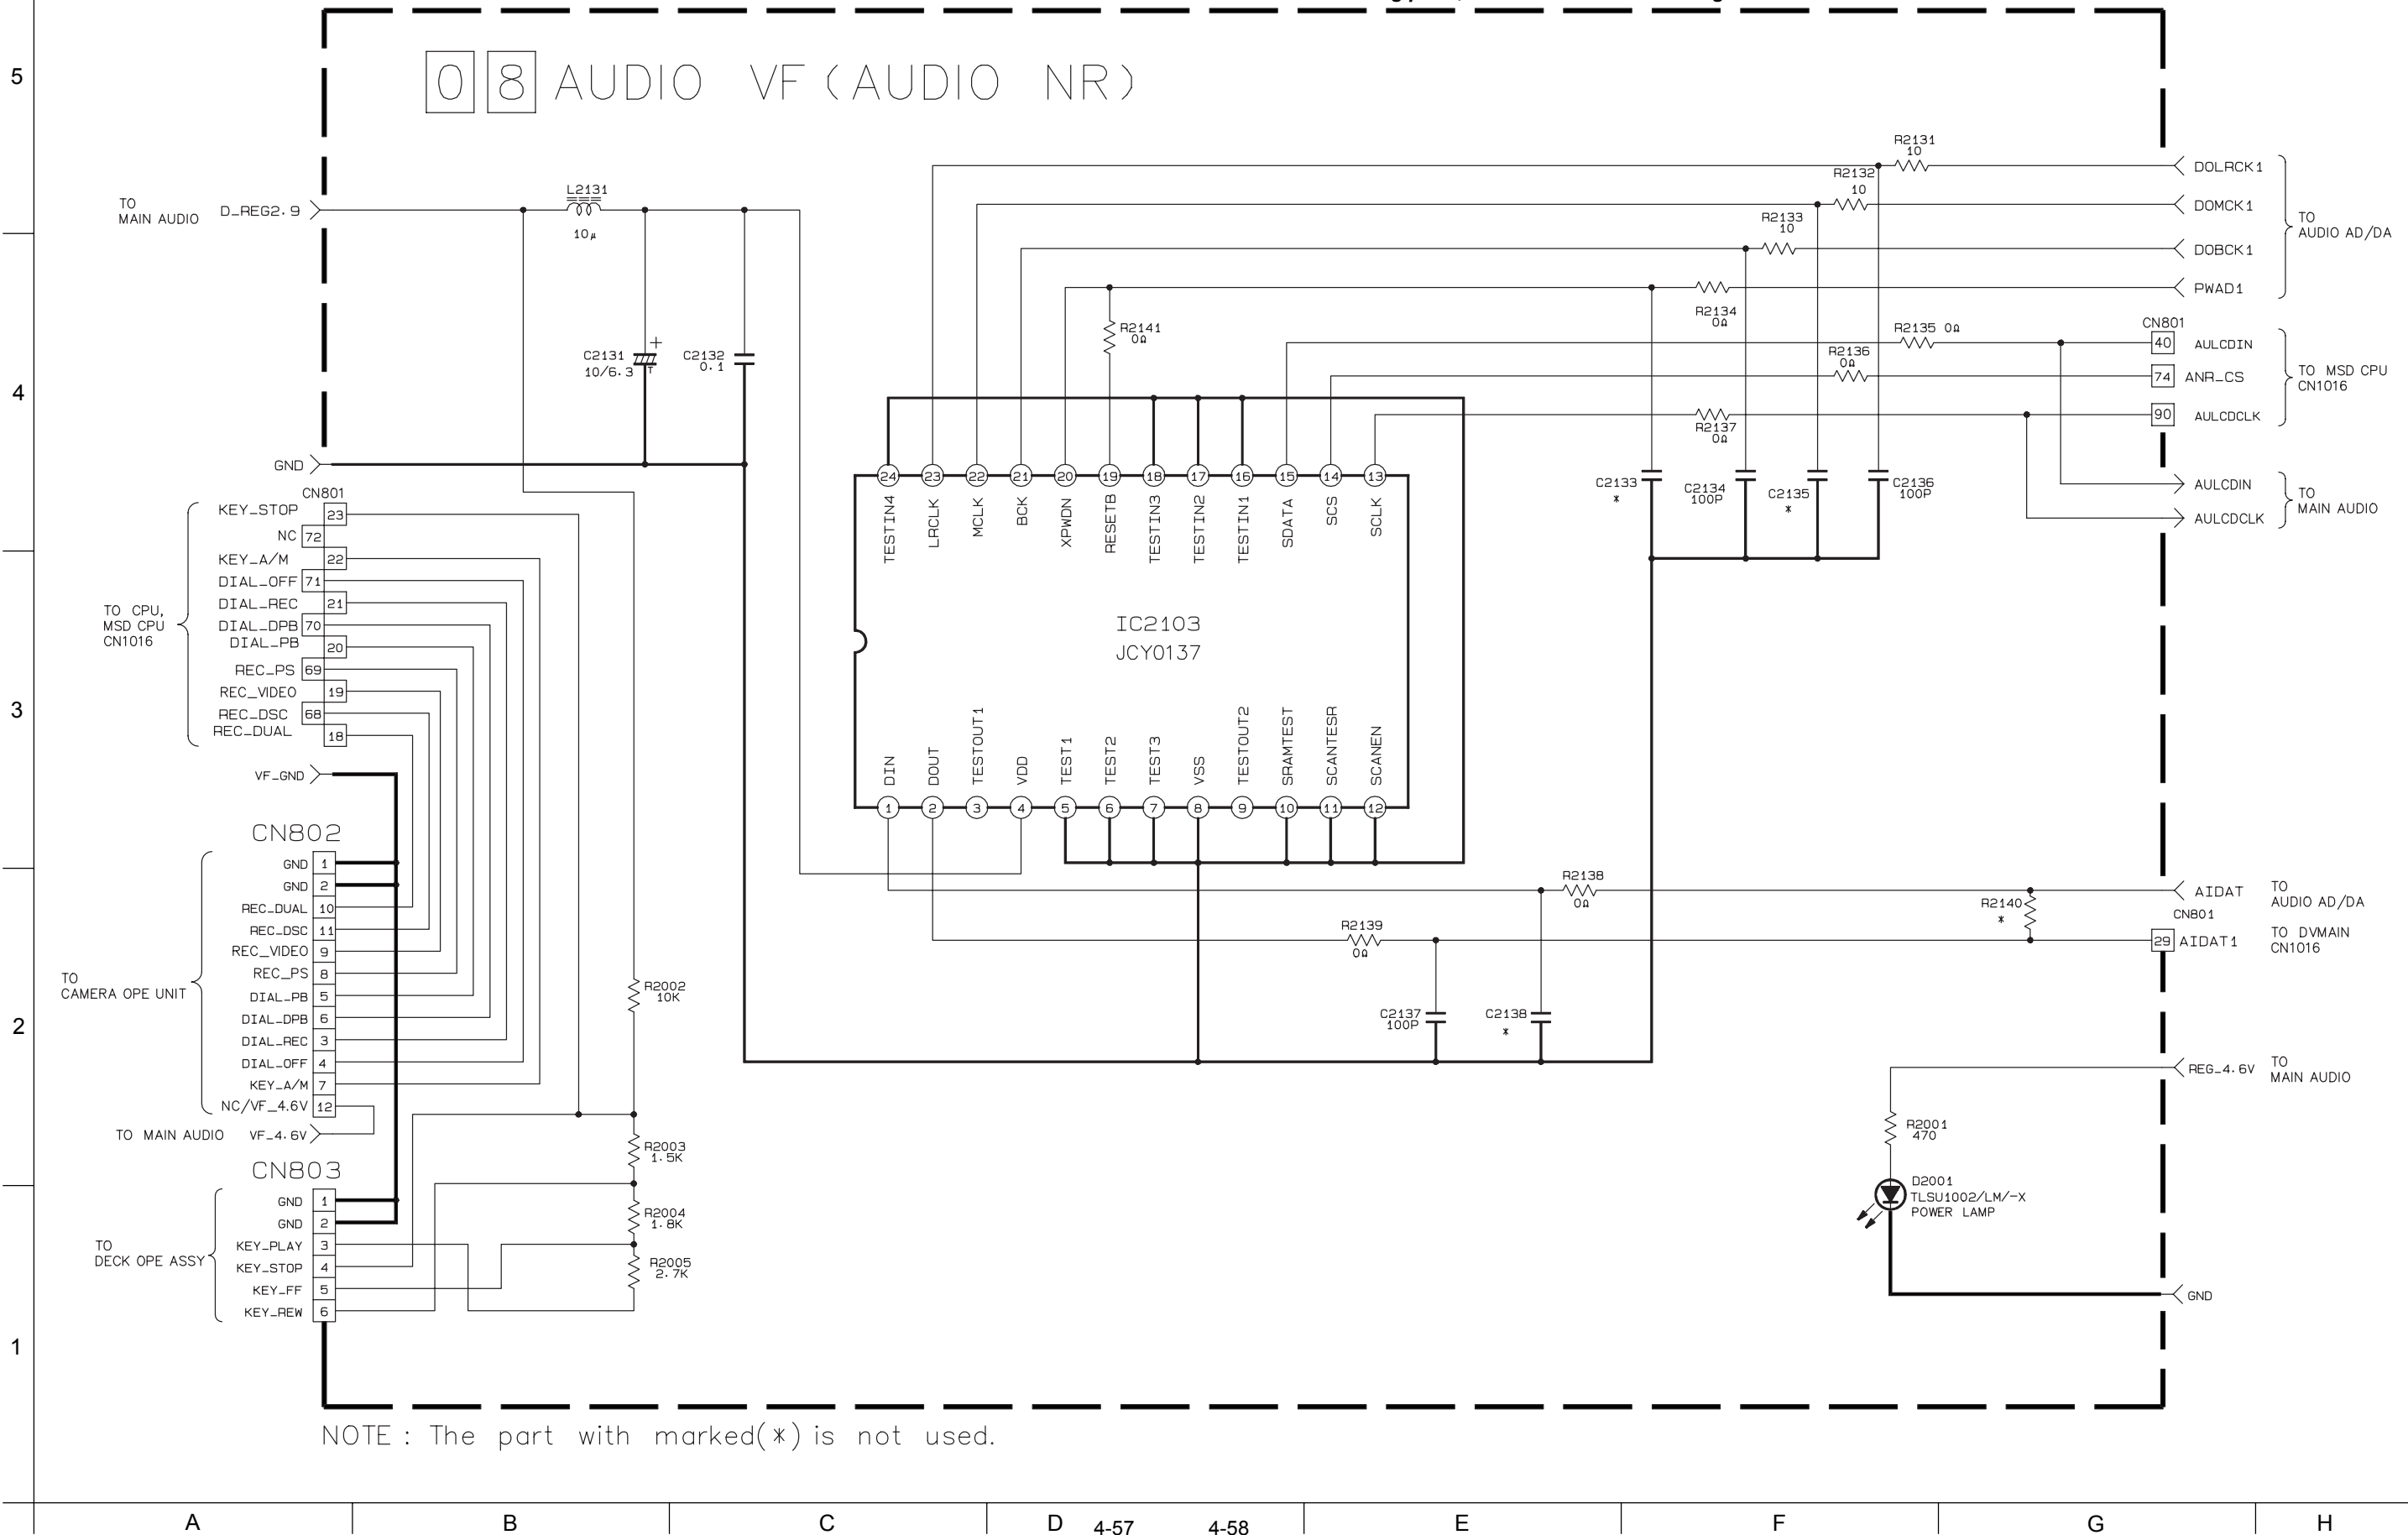 5
4
3
2
1
0 8 AUDIO VF (AUDIO NR)
TO
MAIN AUDIO
D_REG2.9
L2131
10µ
C2131
10/6.3
+
T
C2132
0.1
GND
CN801
KEY_STOP 23
NC 72
KEY_A/M 22
DIAL_OFF 71
DIAL_REC 21
DIAL_DPB 70
DIAL_PB 20
REC_PS 69
REC_VIDEO 19
REC_DSC 68
REC_DUAL 18
TO CPU,
MSD CPU
CN1016
VF_GND
CN802
GND 1
GND 2
REC_DUAL 10
REC_DSC 11
REC_VIDEO 9
REC_PS 8
DIAL_PB 5
DIAL_DPB 6
DIAL_REC 3
DIAL_OFF 4
KEY_A/M 7
NC/VF_4.6V 12
TO
CAMERA OPE UNIT
TO MAIN AUDIO VF_4.6V
CN803
GND 1
GND 2
KEY_PLAY 3
KEY_STOP 4
KEY_FF 5
KEY_REW 6
TO
DECK OPE ASSY
R2002
10K
R2003
1.5K
R2004
1.8K
R2005
2.7K
R2141
0Ω
24 23 22 21 20 19 18 17 16 15 14 13
TESTIN4
LRCLK
MCLK
BCK
XPWDN
RESETB
TESTIN3
TESTIN2
TESTIN1
SDATA
SCS
SCLK
IC2103
JCY0137
DIN
DOUT
TESTOUT1
VDD
TEST1
TEST2
TEST3
VSS
TESTOUT2
SRAMTEST
SCANTESR
SCANEN
1 2 3 4 5 6 7 8 9 10 11 12
R2131
10
R2132
10
R2133
10
R2134
0Ω
R2135 0Ω
R2136
0Ω
R2137
0Ω
C2133
*
C2134
100P
C2135
*
C2136
100P
DOLRCK1
DOMCK1
DOBCK1
PWAD1
TO
AUDIO AD/DA
CN801
40 AULCDIN
74 ANR_CS
90 AULCDCLK
TO MSD CPU
CN1016
AULCDIN
AULCDCLK
TO
MAIN AUDIO
R2138
0Ω
R2139
0Ω
R2140
*
C2137
100P
C2138
*
AIDAT
TO
AUDIO AD/DA
CN801
29 AIDAT1
TO DVMAIN
CN1016
REG_4.6V
TO
MAIN AUDIO
R2001
470
D2001
TLSU1002/LM/-X
POWER LAMP
GND
NOTE : The part with marked(*) is not used.
A B C D E F G H
4-57 4-58